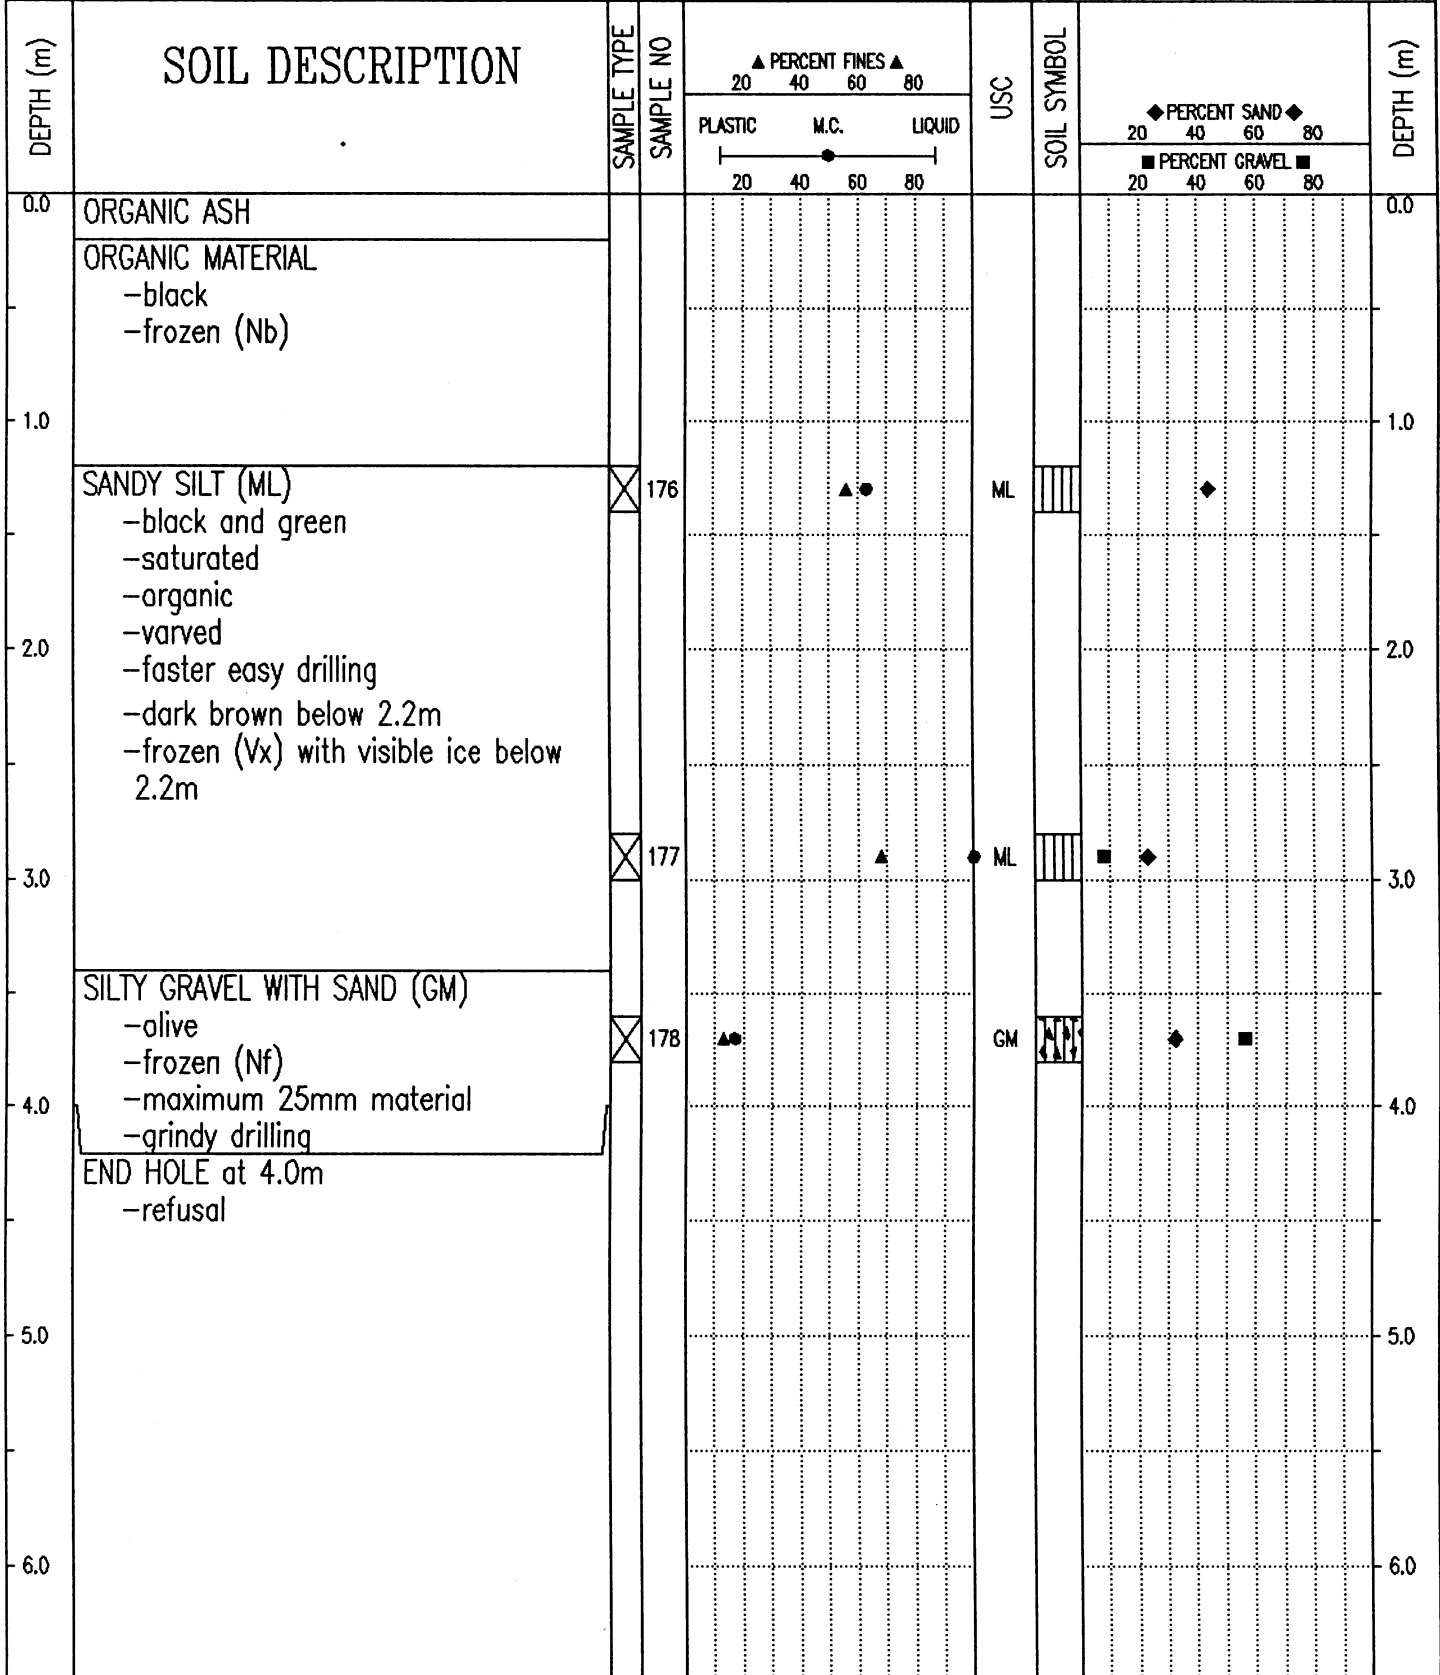 DEPTH (m)
SOIL DESCRIPTION
SAMPLE TYPE
SAMPLE NO
▲ PERCENT FINES ▲
20 40 60 80
PLASTIC M.C. LIQUID
20 40 60 80
USC
SOIL SYMBOL
◆ PERCENT SAND ◆
20 40 60 80
■ PERCENT GRAVEL ■
20 40 60 80
DEPTH (m)
0.0 ORGANIC ASH 0.0
ORGANIC MATERIAL
-black
-frozen (Nb)
1.0 1.0
SANDY SILT (ML) 176 ML
-black and green
-saturated
-organic
-varved
2.0 2.0
-faster easy drilling
-dark brown below 2.2m
-frozen (Vx) with visible ice below
2.2m
177 ML
3.0 3.0
SILTY GRAVEL WITH SAND (GM)
-olive
178 GM
-frozen (Nf)
-maximum 25mm material
4.0 4.0
-grindy drilling
END HOLE at 4.0m
-refusal
5.0 5.0
6.0 6.0